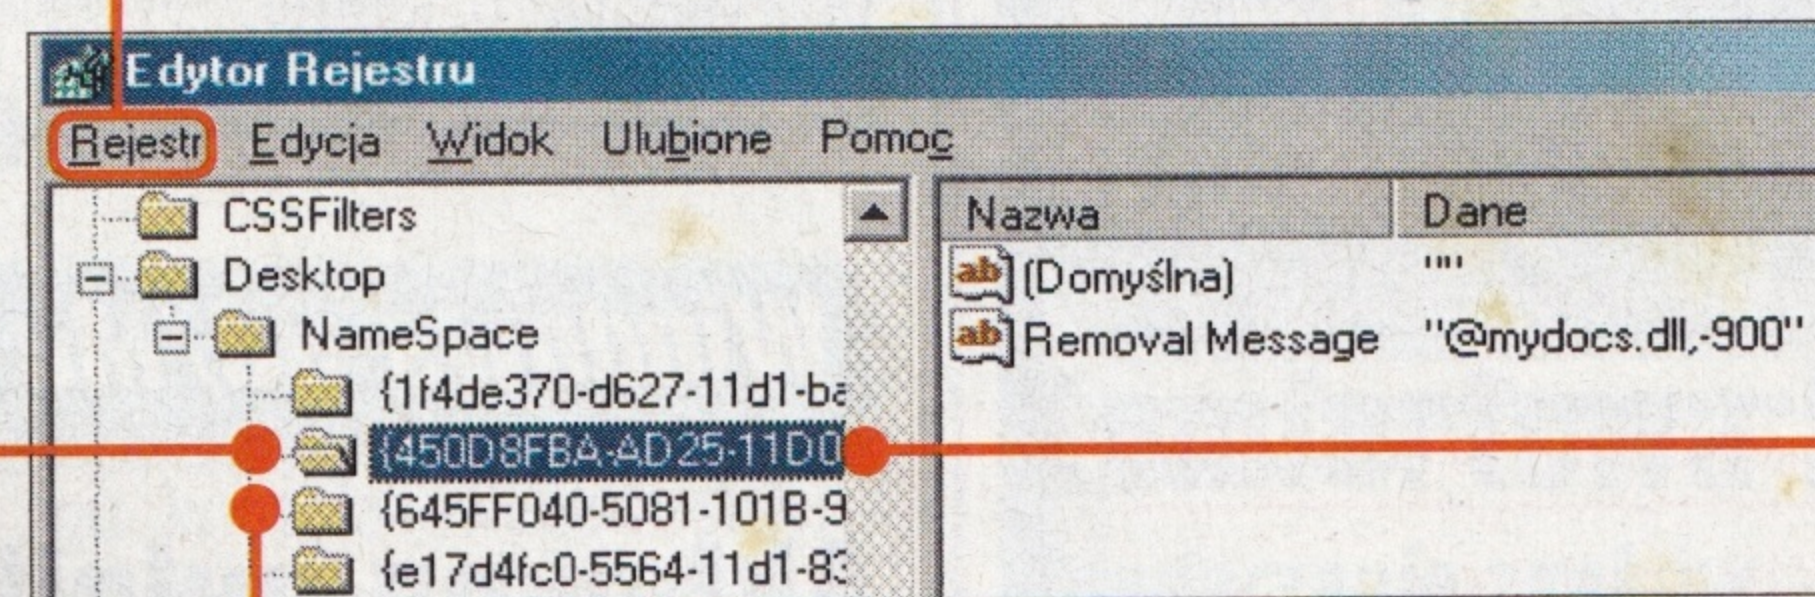 Edytor Rejestru
Rejestr Edycja Widok Ulubione Pomoc
CSSFilters
Desktop
NameSpace
{1f4de370-d627-11d1-ba
{450D8FBA-AD25-11D0
{645FF040-5081-101B-9
{e17d4fc0-5564-11d1-83
Nazwa Dane
(Domyślna) ""
Removal Message "@mydocs.dll,-900"